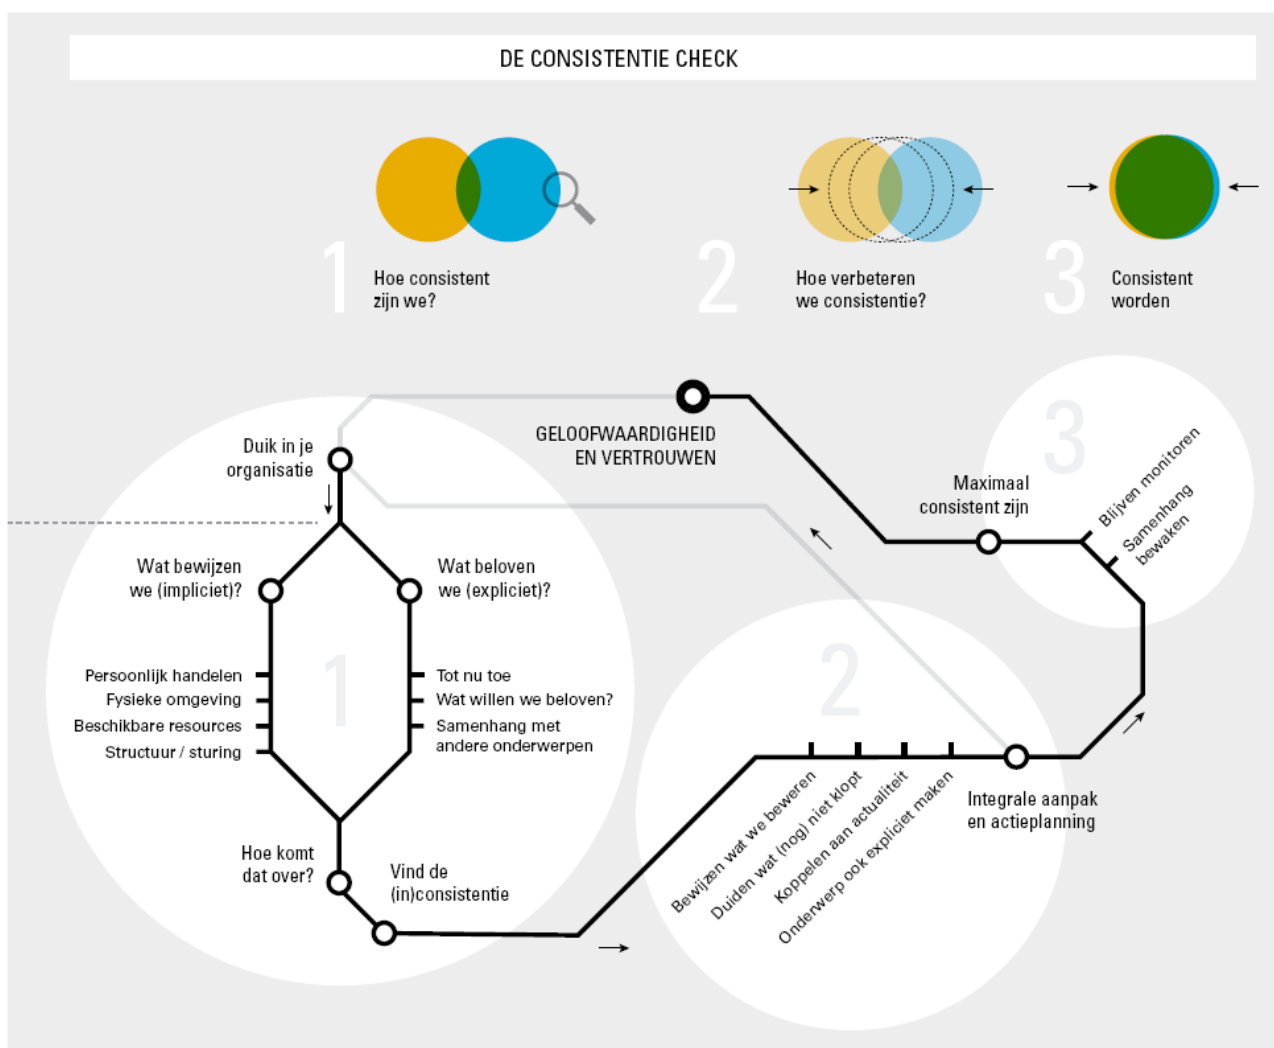 DE CONSISTENTIE CHECK
1
Hoe consistent
zijn we?
2
Hoe verbeteren
we consistentie?
3
Consistent
worden
GELOOFWAARDIGHEID
EN VERTROUWEN
Duik in je
organisatie
Wat bewijzen
we (impliciet)?
Wat beloven
we (expliciet)?
1
Persoonlijk handelen
Fysieke omgeving
Beschikbare resources
Structuur / sturing
Tot nu toe
Wat willen we beloven?
Samenhang met
andere onderwerpen
Hoe komt
dat over?
Vind de
(in)consistentie
2
Bewijzen wat we beweren
Duiden wat (nog) niet klopt
Koppelen aan actualiteit
Onderwerp ook expliciet maken
Integrale aanpak
en actieplanning
3
Maximaal
consistent zijn
Blijven monitoren
Samenhang
bewaken